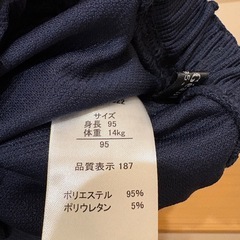 サイズ
身長 95
体重 14kg
95
品質表示 187
ポリエステル 95%
ポリウレタン 5%